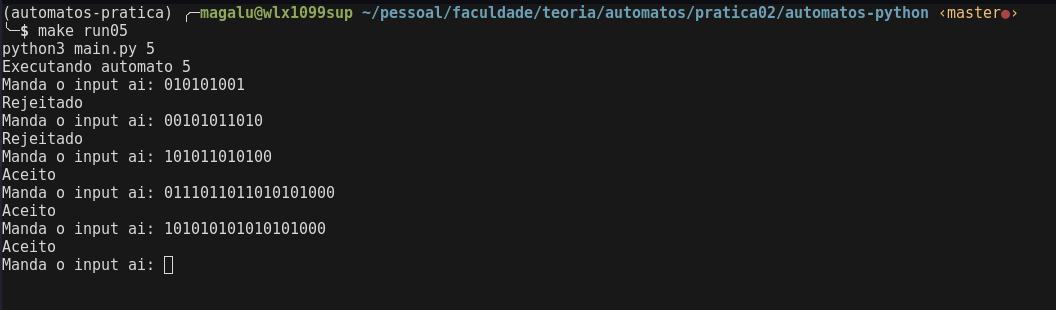 (automatos-pratica) ╭─magalu@wlx1099sup ~/pessoal/faculdade/teoria/automatos/pratica02/automatos-python ‹master●›
╰─$ make run05
python3 main.py 5
Executando automato 5
Manda o input ai: 010101001
Rejeitado
Manda o input ai: 00101011010
Rejeitado
Manda o input ai: 101011010100
Aceito
Manda o input ai: 0111011011010101000
Aceito
Manda o input ai: 101010101010101000
Aceito
Manda o input ai: